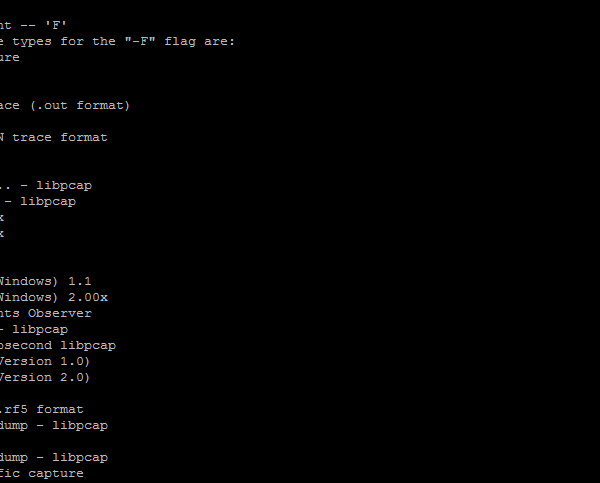 nt -- 'F'
e types for the "-F" flag are:
ure
ace (.out format)
N trace format
.. - libpcap
- libpcap
x
x
Windows) 1.1
Windows) 2.00x
nts Observer
- libpcap
osecond libpcap
Version 1.0)
Version 2.0)
.rf5 format
dump - libpcap
dump - libpcap
fic capture